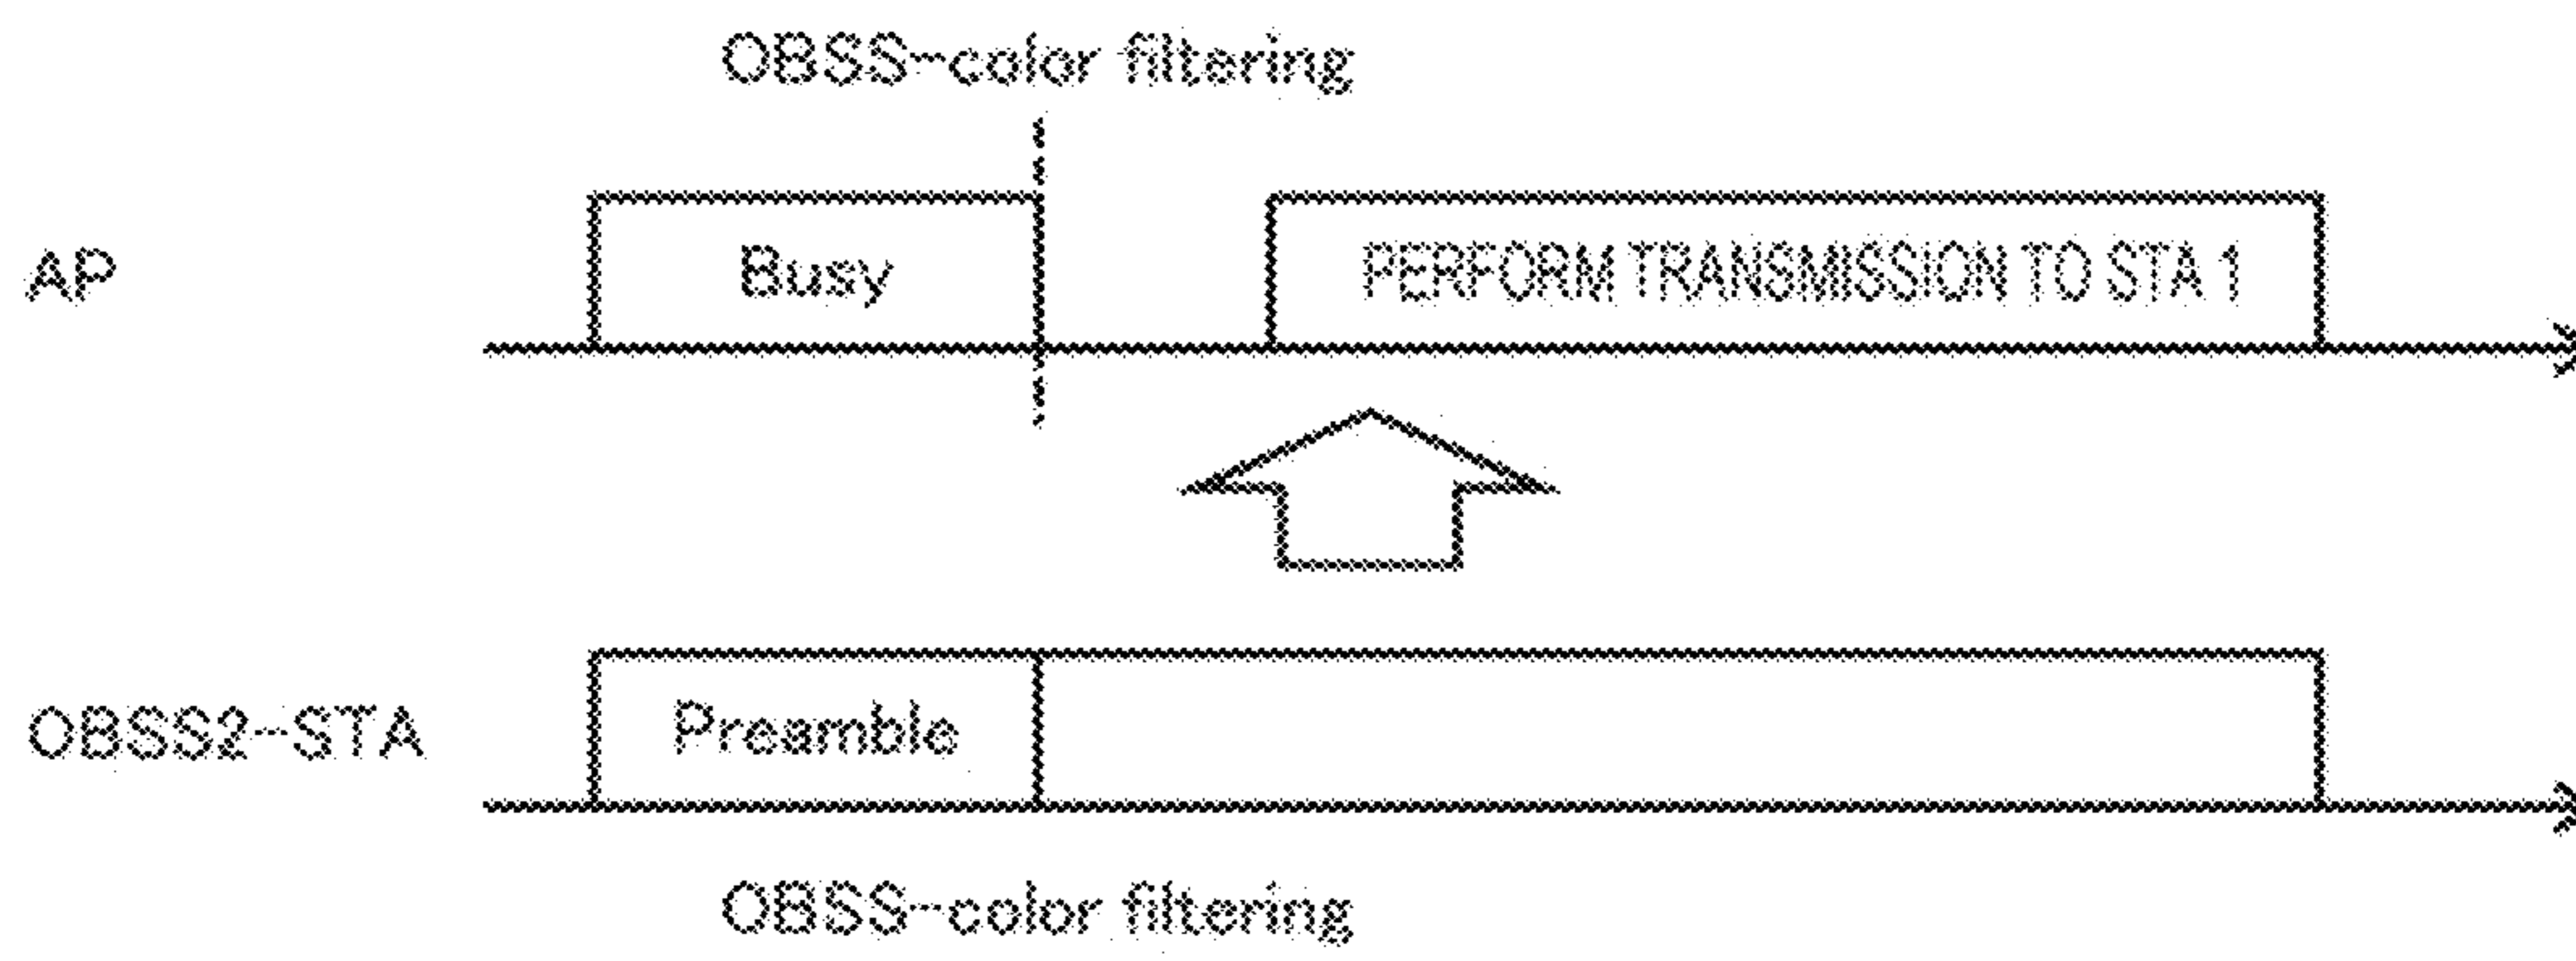 OBSS-color filtering
AP
Busy
PERFORM TRANSMISSION TO STA 1
OBSS2-STA
Preamble
OBSS-color filtering